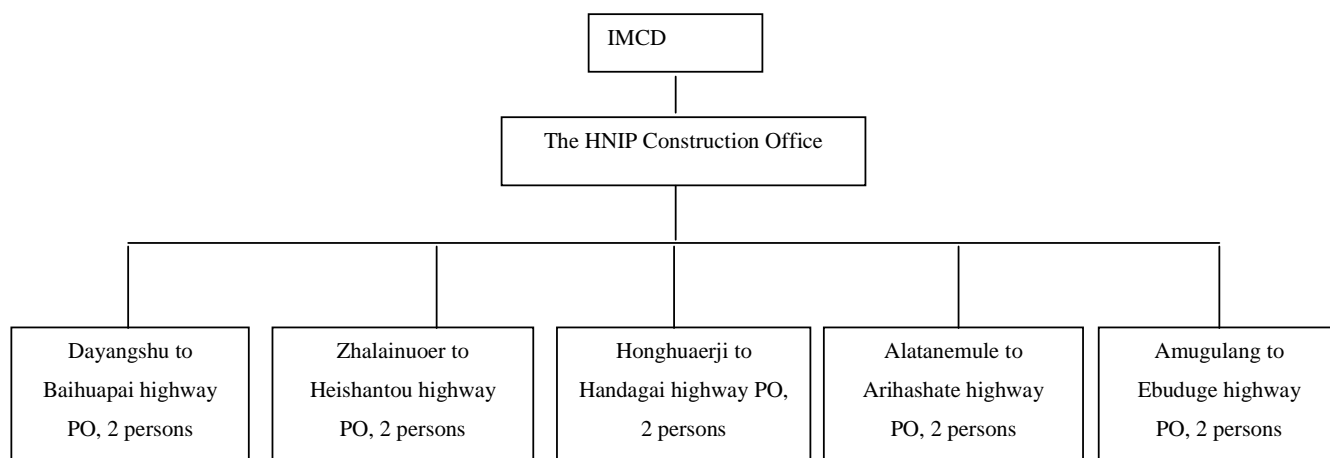 IMCD
The HNIP Construction Office
Dayangshu to
Baihuapai highway
PO, 2 persons
Zhalainuoer to
Heishantou highway
PO, 2 persons
Honghuaerji to
Handagai highway PO,
2 persons
Alatanemule to
Arihashate highway
PO, 2 persons
Amugulang to
Ebuduge highway
PO, 2 persons